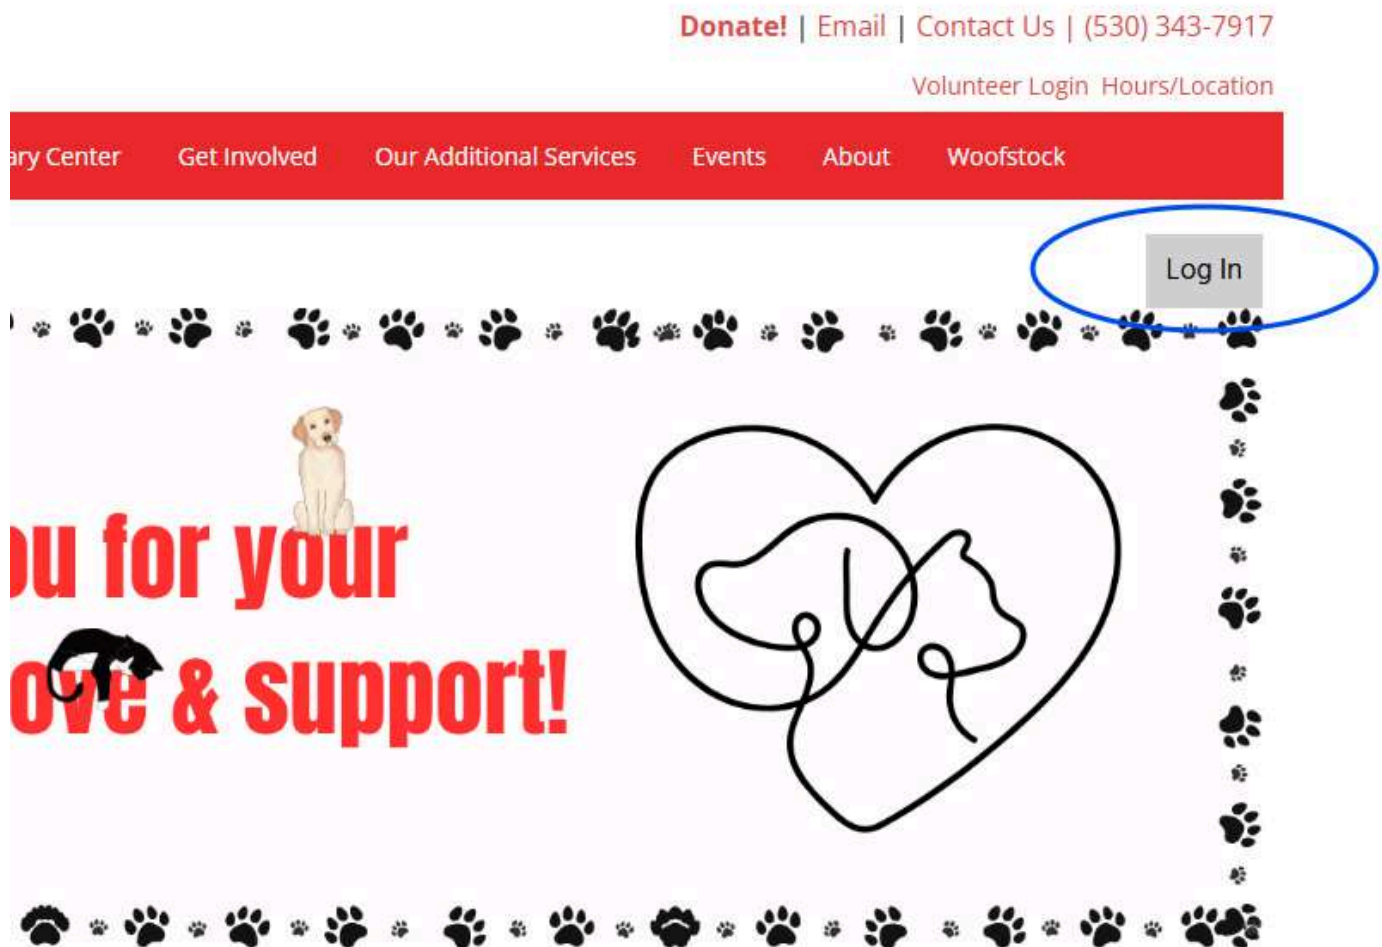 Donate! | Email | Contact Us | (530) 343-7917
Volunteer Login Hours/Location
ary Center Get Involved Our Additional Services Events About Woofstock
Log In
ou for your
ove & support!